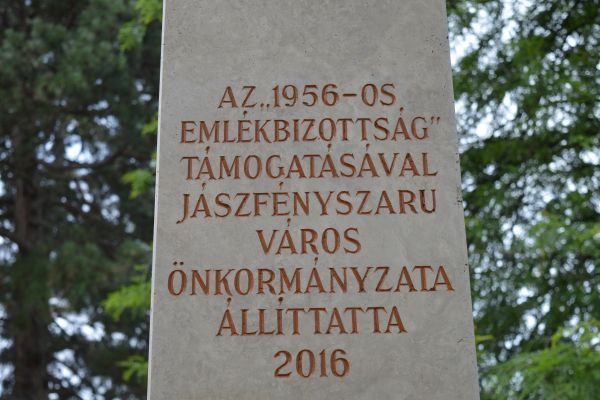 AZ „1956-OS
EMLÉKBIZOTTSÁG"
TÁMOGATÁSÁVAL
JÁSZFÉNYSZARU
VÁROS
ÖNKORMÁNYZATA
ÁLLÍTTATTA
2016